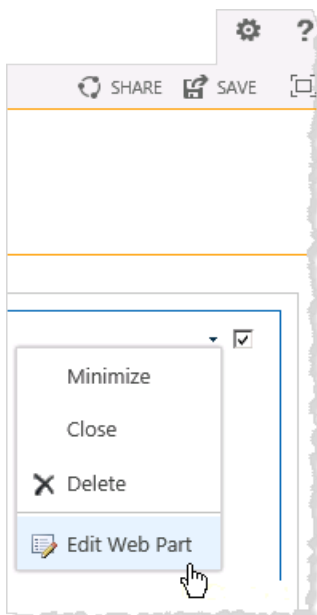 ?
SHARE SAVE
Minimize
Close
Delete
Edit Web Part